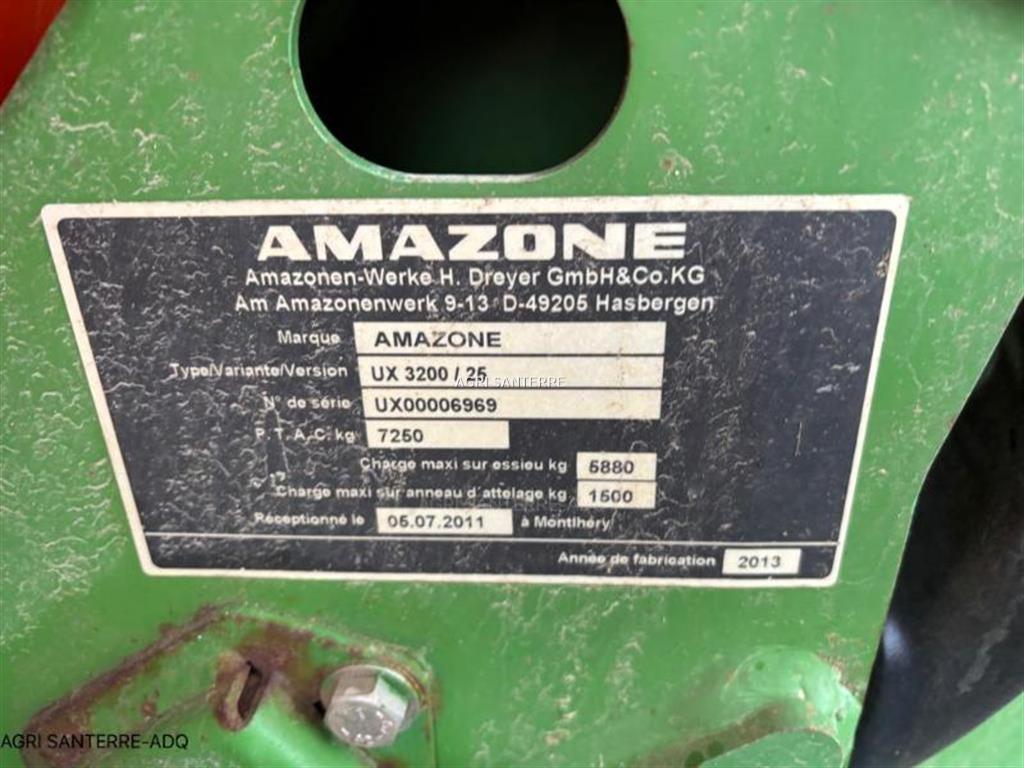 AMAZONE
Amazonen-Werke H. Dreyer GmbH&Co.KG
Am Amazonenwerk 9-13 D-49205 Hasbergen
Marque AMAZONE
Type/Variante/Version UX 3200 / 25
AGRI SANTERRE
N° de série UX00006969
P. T. A. C. kg 7250
Charge maxi sur essieu kg 5880
Charge maxi sur anneau d'attelage kg 1500
Réceptionné le 05.07.2011 à Montlhéry
Année de fabrication 2013
AGRI SANTERRE-ADQ